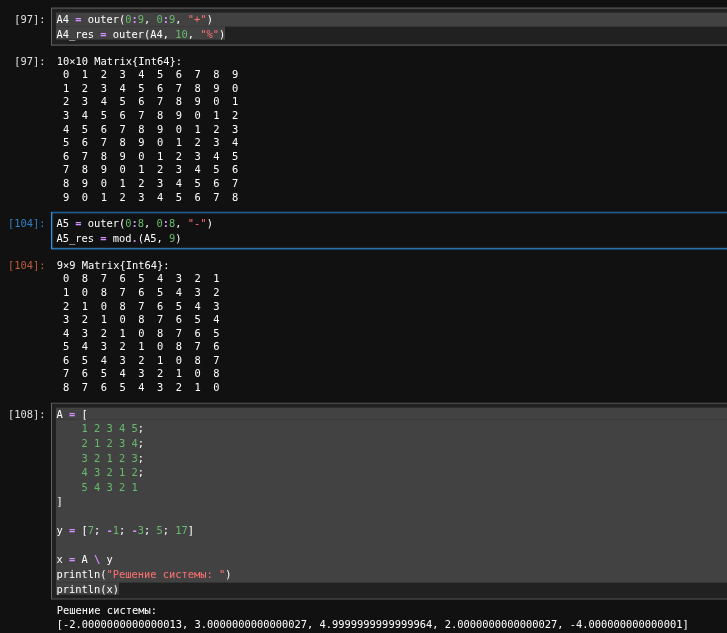 [97]: A4 = outer(0:9, 0:9, "+")
A4_res = outer(A4, 10, "%")
[97]: 10×10 Matrix{Int64}:
0 1 2 3 4 5 6 7 8 9
1 2 3 4 5 6 7 8 9 0
2 3 4 5 6 7 8 9 0 1
3 4 5 6 7 8 9 0 1 2
4 5 6 7 8 9 0 1 2 3
5 6 7 8 9 0 1 2 3 4
6 7 8 9 0 1 2 3 4 5
7 8 9 0 1 2 3 4 5 6
8 9 0 1 2 3 4 5 6 7
9 0 1 2 3 4 5 6 7 8
[104]: A5 = outer(0:8, 0:8, "-")
A5_res = mod.(A5, 9)
[104]: 9×9 Matrix{Int64}:
0 8 7 6 5 4 3 2 1
1 0 8 7 6 5 4 3 2
2 1 0 8 7 6 5 4 3
3 2 1 0 8 7 6 5 4
4 3 2 1 0 8 7 6 5
5 4 3 2 1 0 8 7 6
6 5 4 3 2 1 0 8 7
7 6 5 4 3 2 1 0 8
8 7 6 5 4 3 2 1 0
[108]: A = [
1 2 3 4 5;
2 1 2 3 4;
3 2 1 2 3;
4 3 2 1 2;
5 4 3 2 1
]
y = [7; -1; -3; 5; 17]
x = A \ y
println("Решение системы: ")
println(x)
Решение системы:
[-2.0000000000000013, 3.0000000000000027, 4.9999999999999964, 2.0000000000000027, -4.000000000000001]